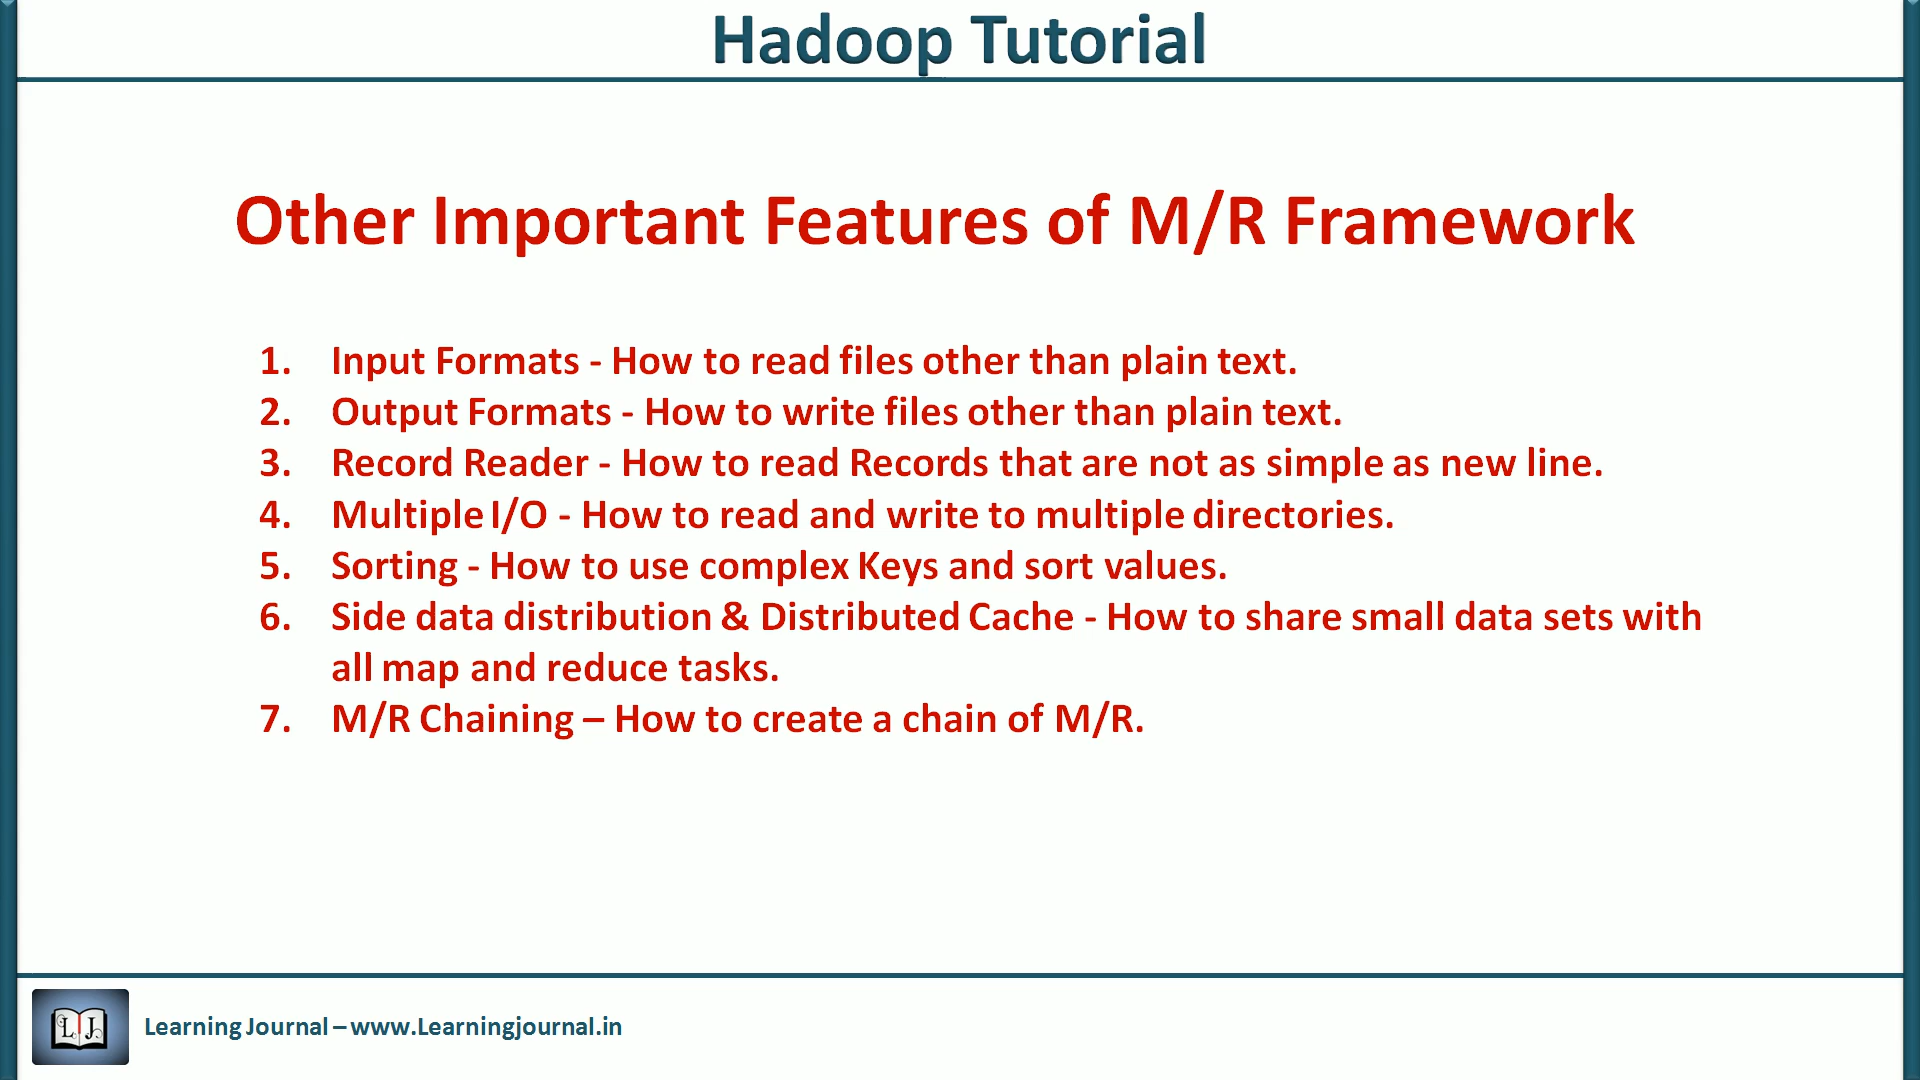 Hadoop Tutorial
Other Important Features of M/R Framework
1. Input Formats - How to read files other than plain text.
2. Output Formats - How to write files other than plain text.
3. Record Reader - How to read Records that are not as simple as new line.
4. Multiple I/O - How to read and write to multiple directories.
5. Sorting - How to use complex Keys and sort values.
6. Side data distribution & Distributed Cache - How to share small data sets with
all map and reduce tasks.
7. M/R Chaining – How to create a chain of M/R.
L J
Learning Journal – www.Learningjournal.in